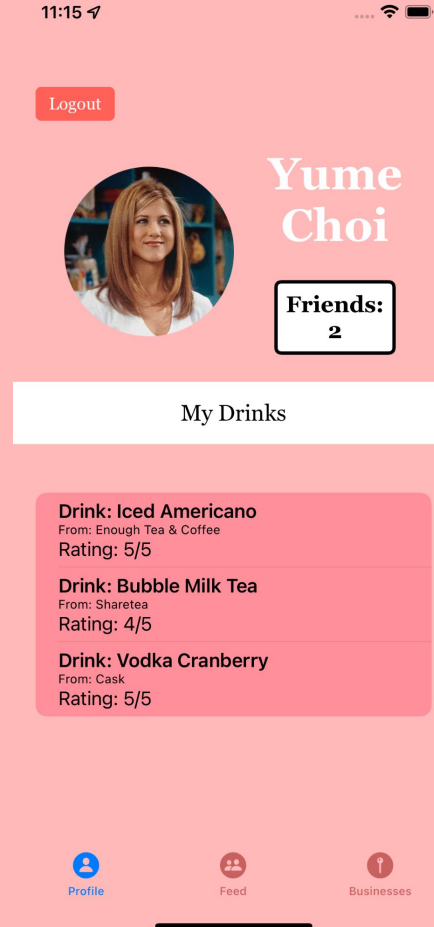 11:15
Logout
Yume
Choi
Friends:
2
My Drinks
Drink: Iced Americano
From: Enough Tea & Coffee
Rating: 5/5
Drink: Bubble Milk Tea
From: Sharetea
Rating: 4/5
Drink: Vodka Cranberry
From: Cask
Rating: 5/5
Profile
Feed
Businesses